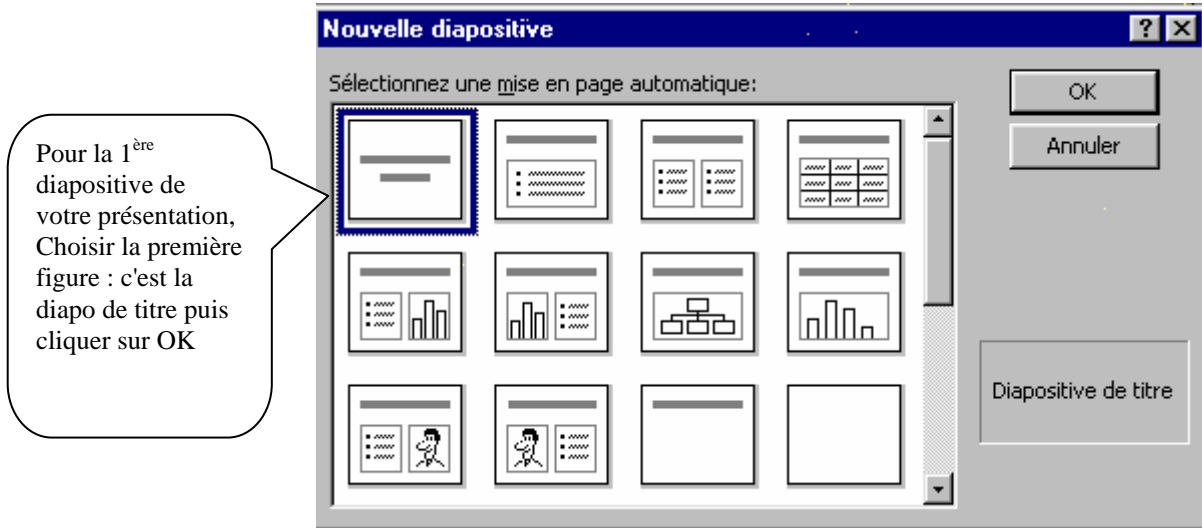 Nouvelle diapositive
Sélectionnez une mise en page automatique:
OK
Annuler
Pour la 1ère
diapositive de
votre présentation,
Choisir la première
figure : c'est la
diapo de titre puis
cliquer sur OK
Diapositive de titre